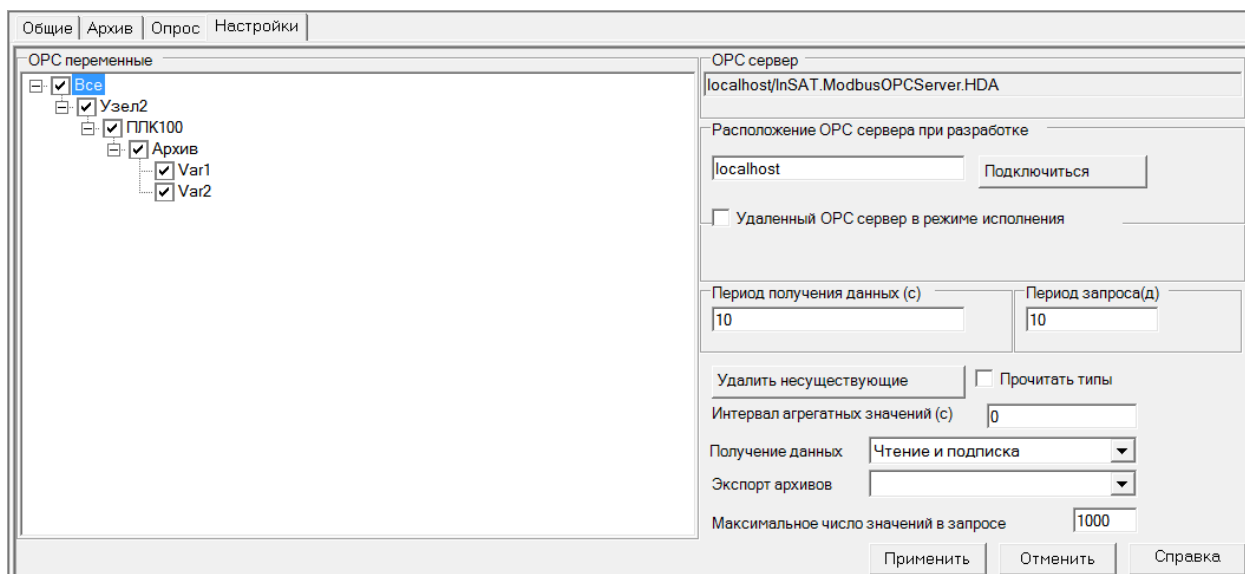 Общие Архив Опрос Настройки
OPC переменные
Все
Узел2
ПЛК100
Архив
Var1
Var2
OPC сервер
localhost/InSAT.ModbusOPCServer.HDA
Расположение OPC сервера при разработке
localhost Подключиться
Удаленный OPC сервер в режиме исполнения
Период получения данных (с) Период запроса(д)
10 10
Удалить несуществующие Прочитать типы
Интервал агрегатных значений (с) 0
Получение данных Чтение и подписка
Экспорт архивов
Максимальное число значений в запросе 1000
Применить Отменить Справка